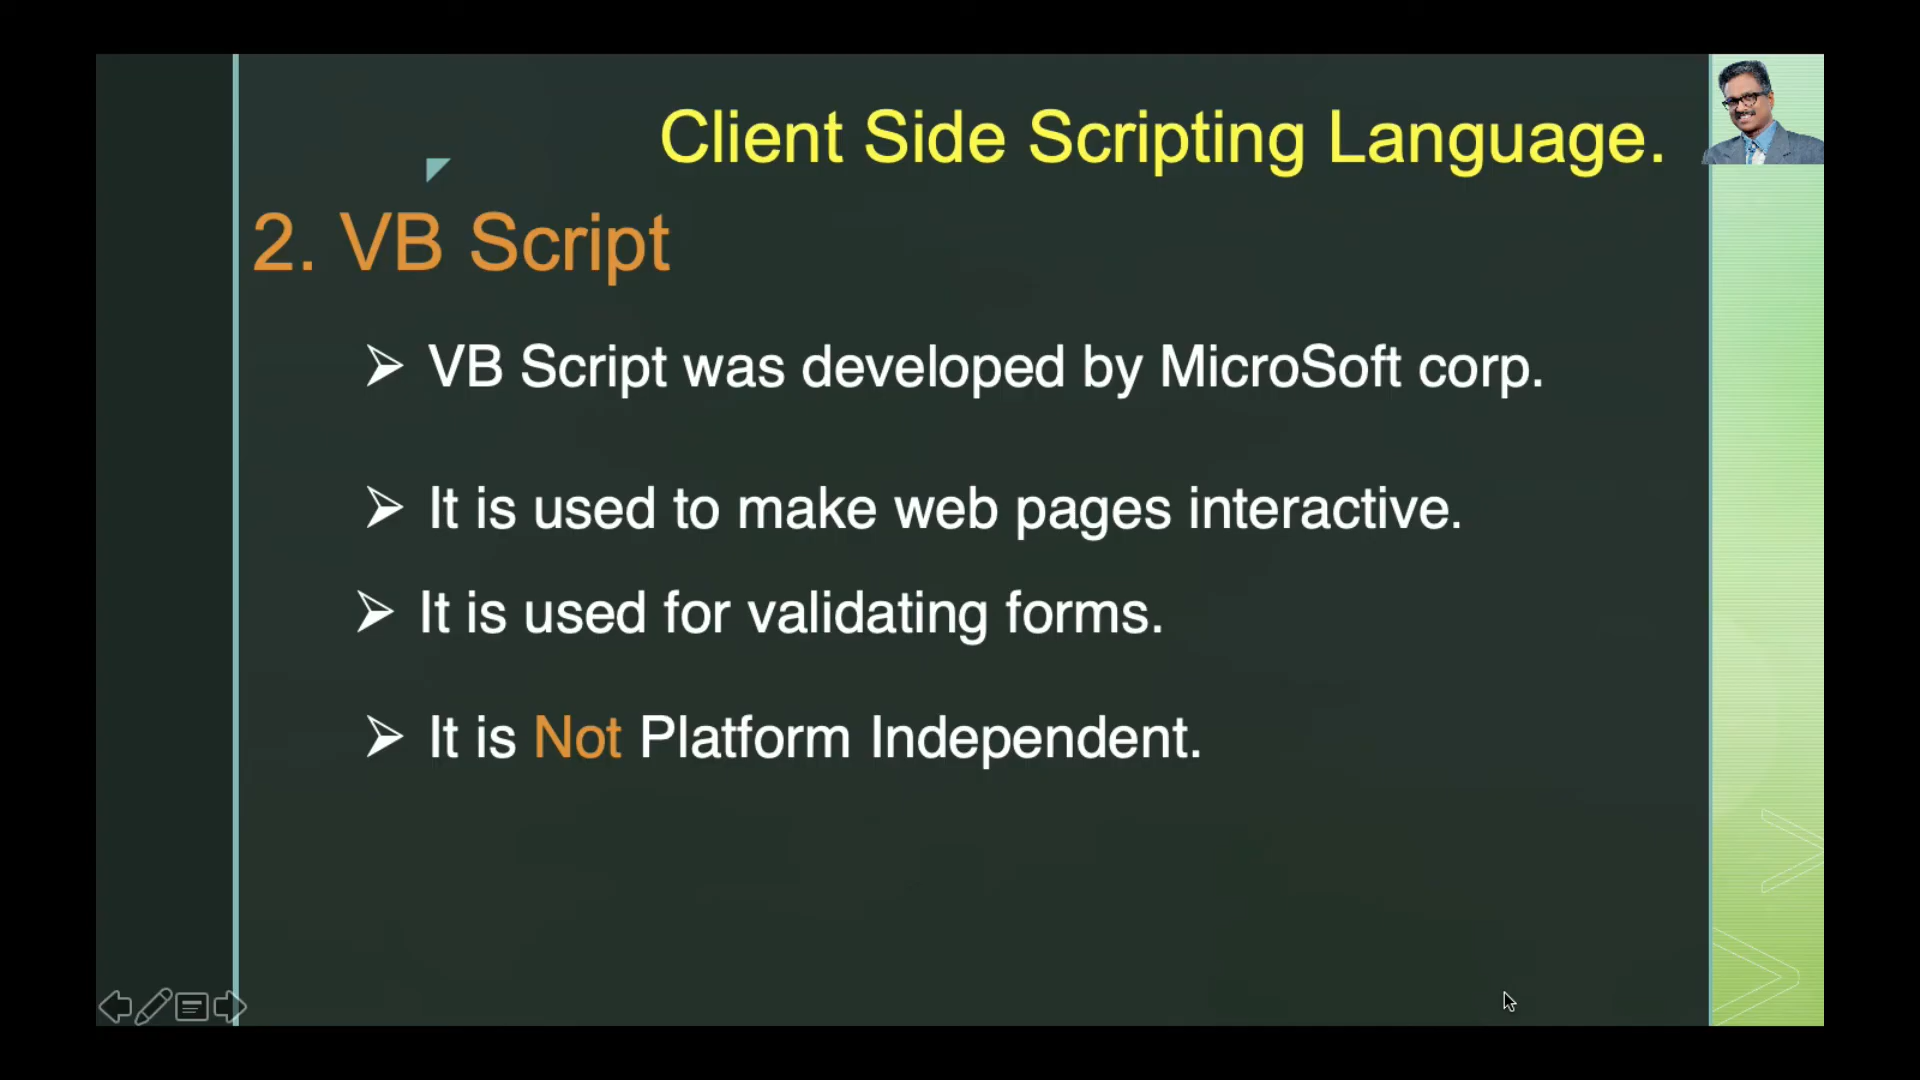 Client Side Scripting Language.
2. VB Script
➢ VB Script was developed by MicroSoft corp.
➢ It is used to make web pages interactive.
➢ It is used for validating forms.
➢ It is Not Platform Independent.